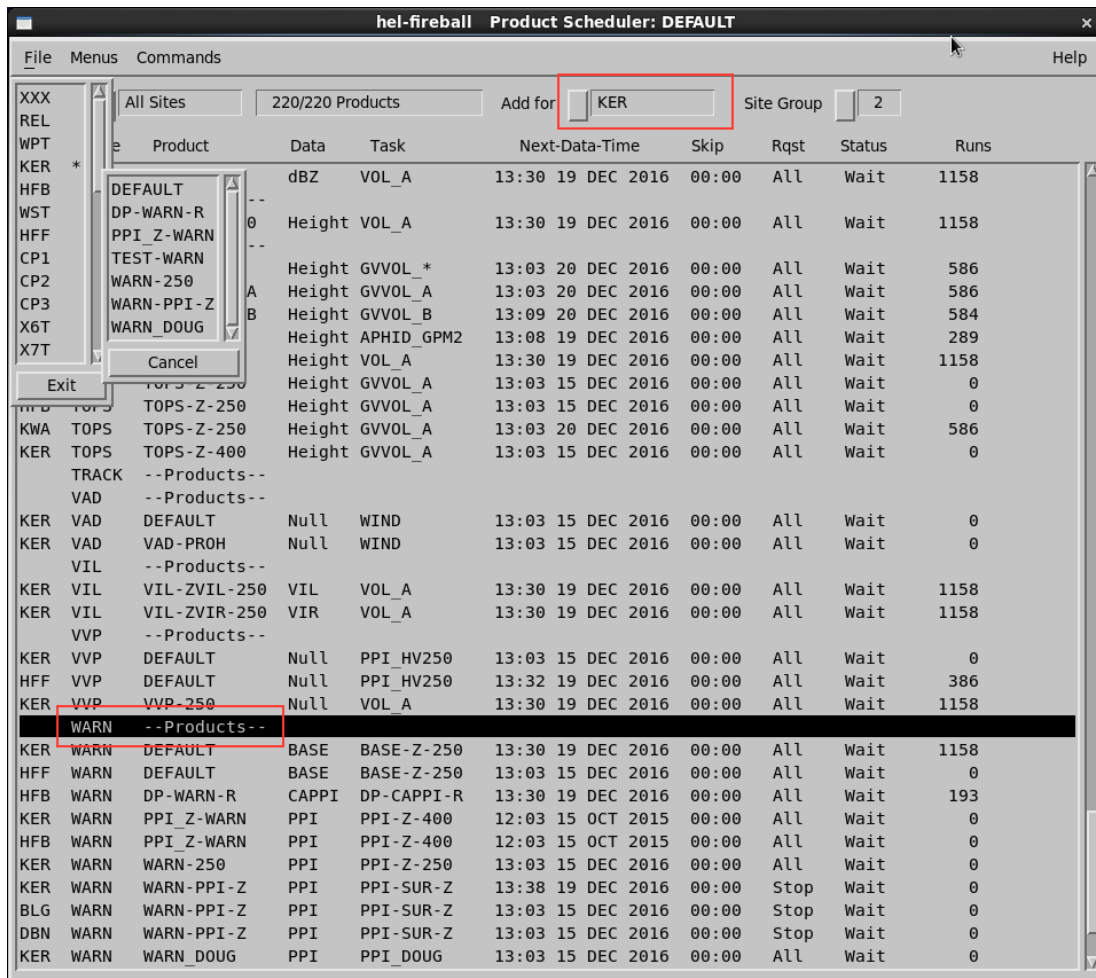 hel-fireball Product Scheduler: DEFAULT ×
File Menus Commands Help
All Sites 220/220 Products Add for KER Site Group 2
XXX
REL
WPT
KER *
HFB
WST
HFF
CP1
CP2
CP3
X6T
X7T
Exit
DEFAULT
DP-WARN-R
PPI_Z-WARN
TEST-WARN
WARN-250
WARN-PPI-Z
WARN_DOUG
Cancel
e Product Data Task Next-Data-Time Skip Rqst Status Runs
dBZ VOL_A 13:30 19 DEC 2016 00:00 All Wait 1158
--
0 Height VOL_A 13:30 19 DEC 2016 00:00 All Wait 1158
--
Height GVVOL_* 13:03 20 DEC 2016 00:00 All Wait 586
A Height GVVOL_A 13:03 20 DEC 2016 00:00 All Wait 586
B Height GVVOL_B 13:09 20 DEC 2016 00:00 All Wait 584
Height APHID_GPM2 13:08 19 DEC 2016 00:00 All Wait 289
Height VOL_A 13:30 19 DEC 2016 00:00 All Wait 1158
TOPS-Z-250 Height GVVOL_A 13:03 15 DEC 2016 00:00 All Wait 0
HFB TOPS TOPS-Z-250 Height GVVOL_A 13:03 15 DEC 2016 00:00 All Wait 0
KWA TOPS TOPS-Z-250 Height GVVOL_A 13:03 20 DEC 2016 00:00 All Wait 586
KER TOPS TOPS-Z-400 Height GVVOL_A 13:03 15 DEC 2016 00:00 All Wait 0
TRACK --Products--
VAD --Products--
KER VAD DEFAULT Null WIND 13:03 15 DEC 2016 00:00 All Wait 0
KER VAD VAD-PROH Null WIND 13:03 15 DEC 2016 00:00 All Wait 0
VIL --Products--
KER VIL VIL-ZVIL-250 VIL VOL_A 13:30 19 DEC 2016 00:00 All Wait 1158
KER VIL VIL-ZVIR-250 VIR VOL_A 13:30 19 DEC 2016 00:00 All Wait 1158
VVP --Products--
KER VVP DEFAULT Null PPI_HV250 13:03 15 DEC 2016 00:00 All Wait 0
HFF VVP DEFAULT Null PPI_HV250 13:32 19 DEC 2016 00:00 All Wait 386
KER VVP VVP-250 Null VOL_A 13:30 19 DEC 2016 00:00 All Wait 1158
WARN --Products--
KER WARN DEFAULT BASE BASE-Z-250 13:30 19 DEC 2016 00:00 All Wait 1158
HFF WARN DEFAULT BASE BASE-Z-250 13:03 15 DEC 2016 00:00 All Wait 0
HFB WARN DP-WARN-R CAPPI DP-CAPPI-R 13:30 19 DEC 2016 00:00 All Wait 193
KER WARN PPI_Z-WARN PPI PPI-Z-400 12:03 15 OCT 2015 00:00 All Wait 0
HFB WARN PPI_Z-WARN PPI PPI-Z-400 12:03 15 OCT 2015 00:00 All Wait 0
KER WARN WARN-250 PPI PPI-Z-250 13:03 15 DEC 2016 00:00 All Wait 0
KER WARN WARN-PPI-Z PPI PPI-SUR-Z 13:38 19 DEC 2016 00:00 Stop Wait 0
BLG WARN WARN-PPI-Z PPI PPI-SUR-Z 13:03 15 DEC 2016 00:00 Stop Wait 0
DBN WARN WARN-PPI-Z PPI PPI-SUR-Z 13:03 15 DEC 2016 00:00 Stop Wait 0
KER WARN WARN_DOUG PPI PPI_DOUG 13:03 15 DEC 2016 00:00 All Wait 0